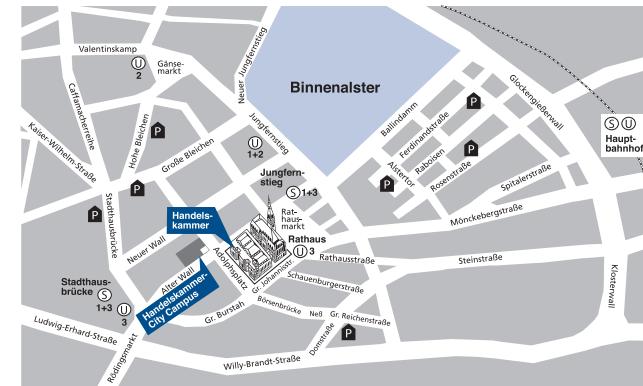 Valentinskamp
U
2
Gänse-
markt
Neuer Jungfernstieg
Binnenalster
Glockengießerwall
Caffamacherreihe
Kaiser-Wilhelm-Straße
Hohe Bleichen
P
Große Bleichen
Jungfernstieg
U
1+2
Ballindamm
Ferdinandstraße
P
Raboisen
P
Alstertor
Rosenstraße
P
Spitalerstraße
S U
Haupt-
bahnhof
P
P
Stadthausbrücke
Jungfern-
stieg
S 1+3
Handels-
kammer
Rat-
haus
markt
Rathaus
U 3
Mönckebergstraße
Neuer Wall
Alter Wall
Adolphsplatz
Rathausstraße
Steinstraße
Gr. Johannisstr.
Schauenburgerstraße
Klosterwall
Stadthaus-
brücke
S
1+3
U
3
Handelskammer-
City Campus
Gr. Burstah
Börsenbrücke
Neß
Gr. Reichenstraße
P
Domstraße
Ludwig-Erhard-Straße
Rödingsmarkt
Willy-Brandt-Straße